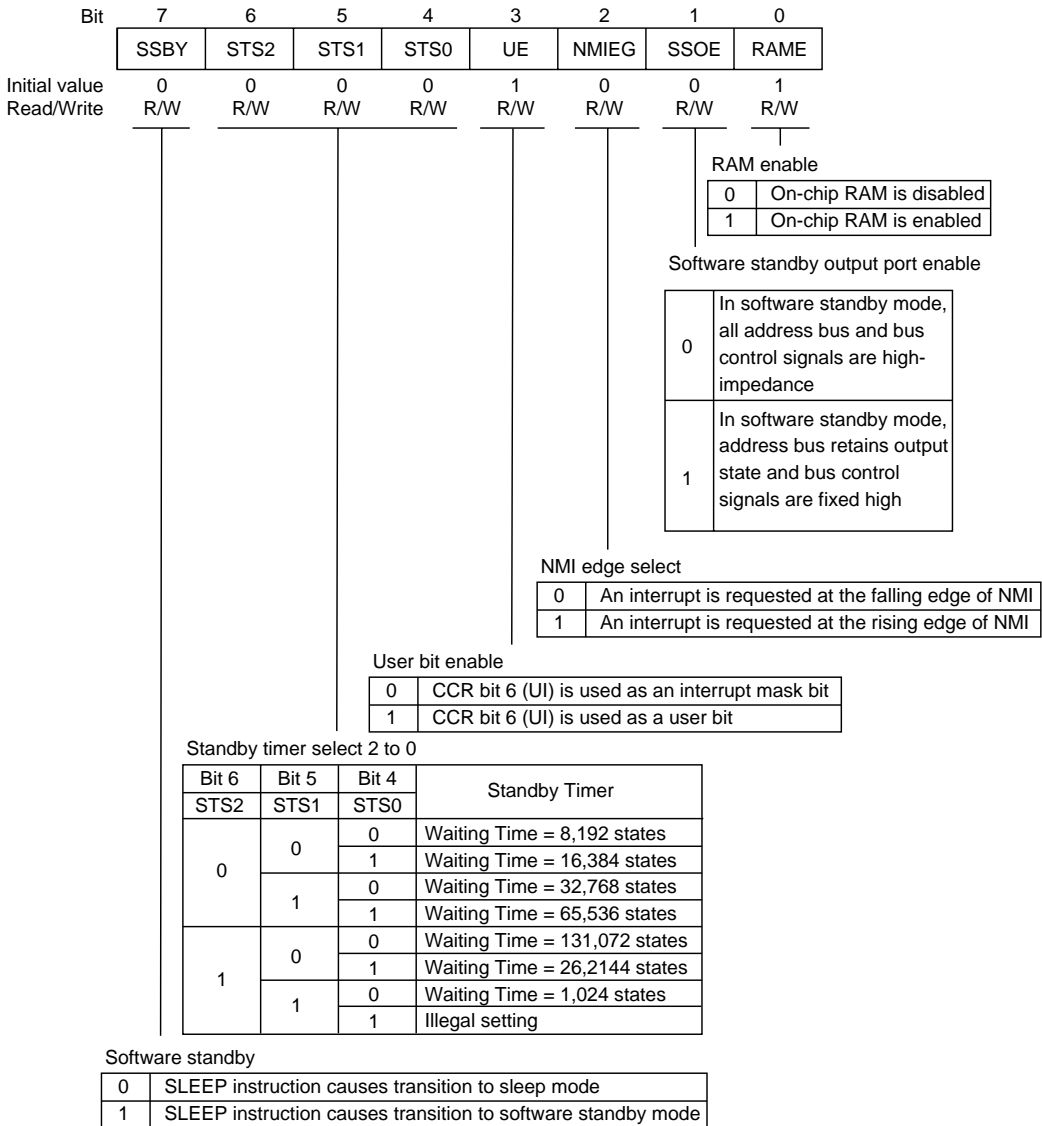 Bit 7 6 5 4 3 2 1 0
SSBY STS2 STS1 STS0 UE NMIEG SSOE RAME
Initial value 0 0 0 0 1 0 0 1
Read/Write R/W R/W R/W R/W R/W R/W R/W R/W
RAM enable
0 On-chip RAM is disabled
1 On-chip RAM is enabled
Software standby output port enable
0 In software standby mode,
all address bus and bus
control signals are high-
impedance
1 In software standby mode,
address bus retains output
state and bus control
signals are fixed high
NMI edge select
0 An interrupt is requested at the falling edge of NMI
1 An interrupt is requested at the rising edge of NMI
User bit enable
0 CCR bit 6 (UI) is used as an interrupt mask bit
1 CCR bit 6 (UI) is used as a user bit
Standby timer select 2 to 0
Bit 6 Bit 5 Bit 4 Standby Timer
STS2 STS1 STS0
0 0 0 Waiting Time = 8,192 states
1 Waiting Time = 16,384 states
1 0 Waiting Time = 32,768 states
1 Waiting Time = 65,536 states
1 0 0 Waiting Time = 131,072 states
1 Waiting Time = 26,2144 states
1 0 Waiting Time = 1,024 states
1 Illegal setting
Software standby
0 SLEEP instruction causes transition to sleep mode
1 SLEEP instruction causes transition to software standby mode